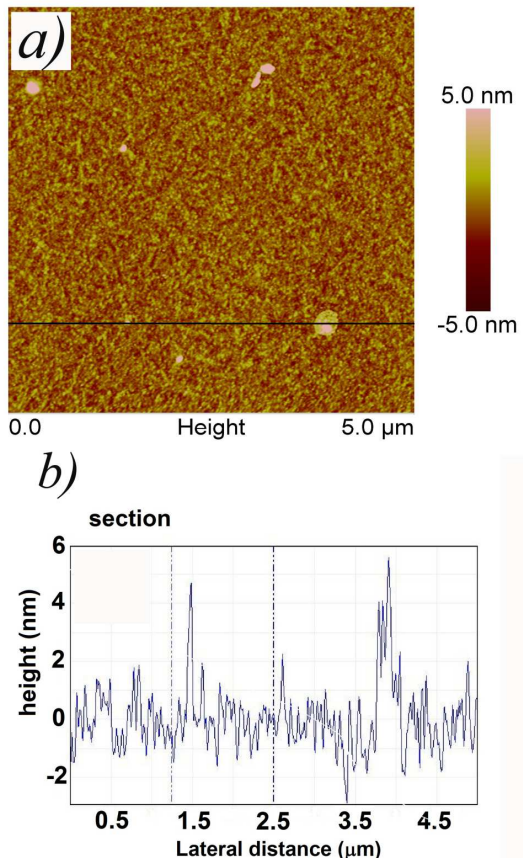 a)
5.0 nm
-5.0 nm
0.0 Height 5.0 μm
b)
section
6
4
2
0
-2
height (nm)
0.5 1.5 2.5 3.5 4.5
Lateral distance (μm)